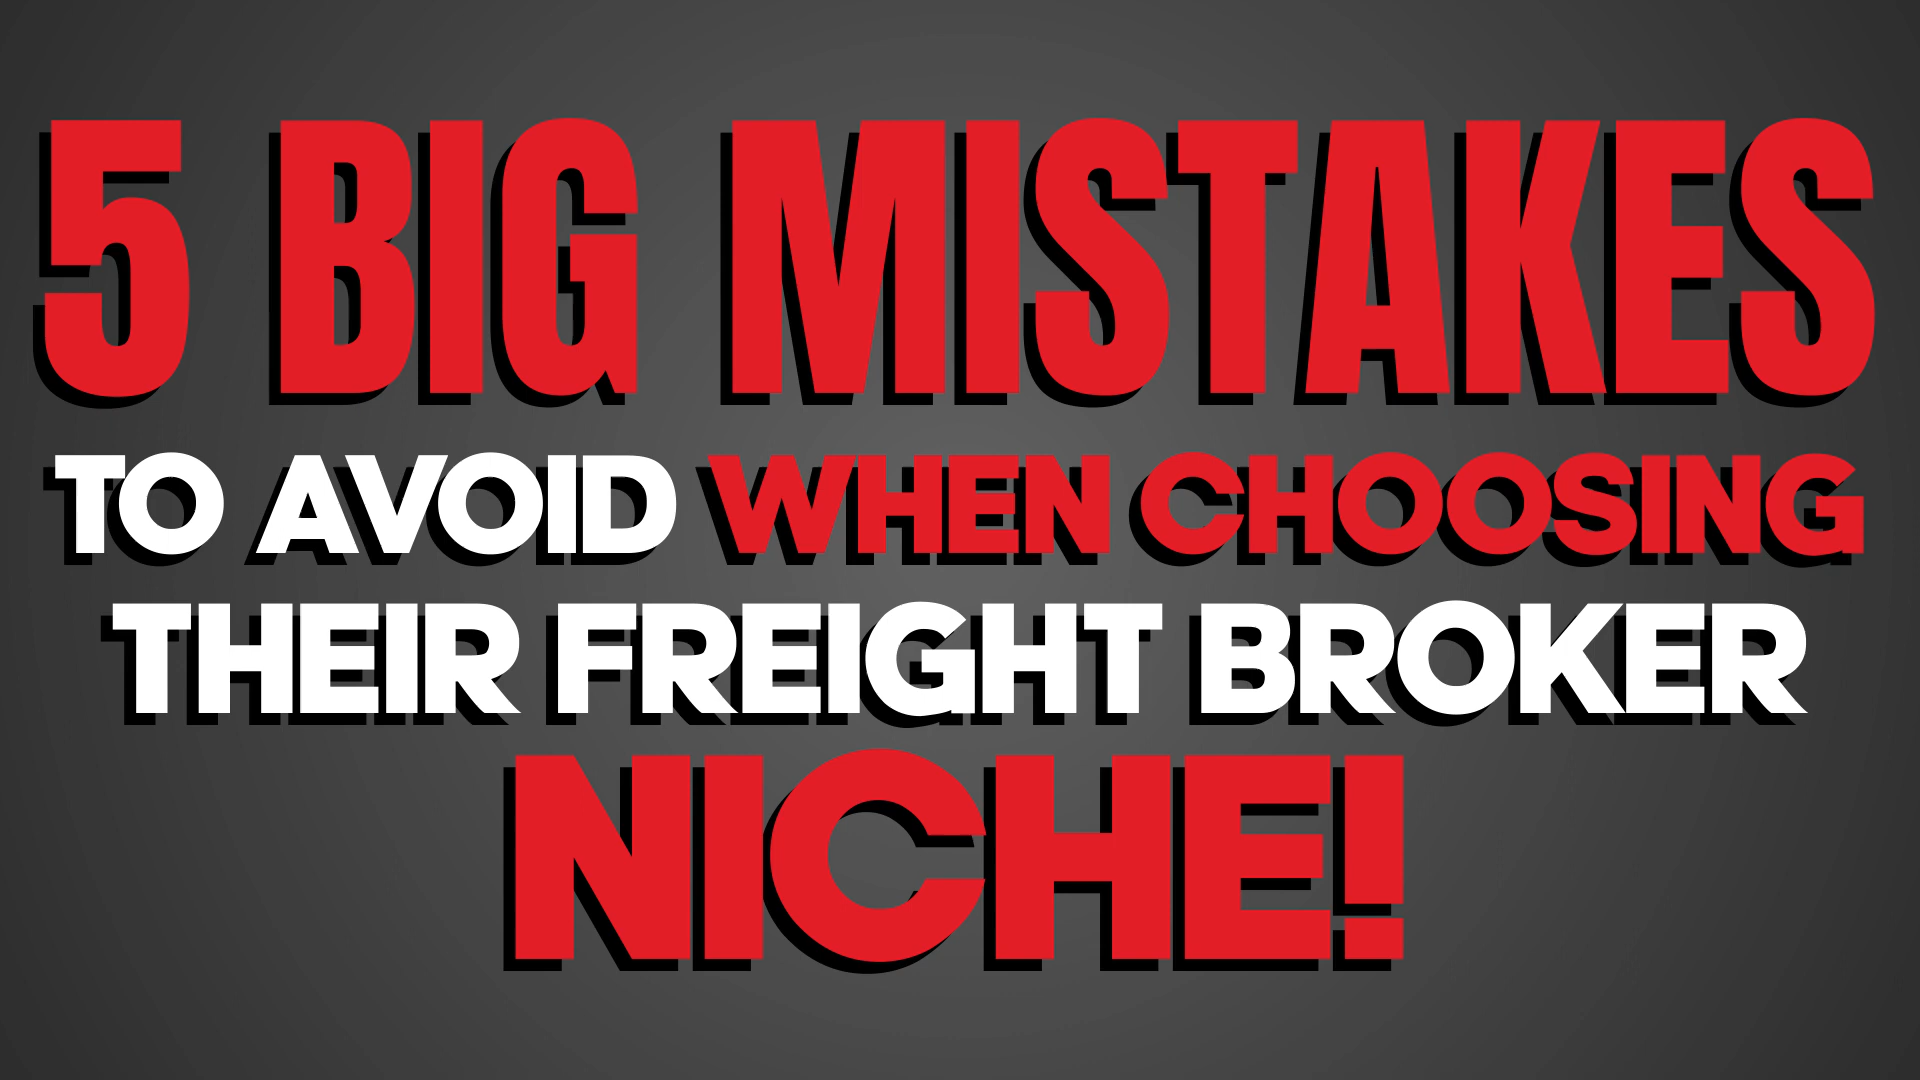 5 BIG MISTAKES
TO AVOID WHEN CHOOSING
THEIR FREIGHT BROKER
NICHE!